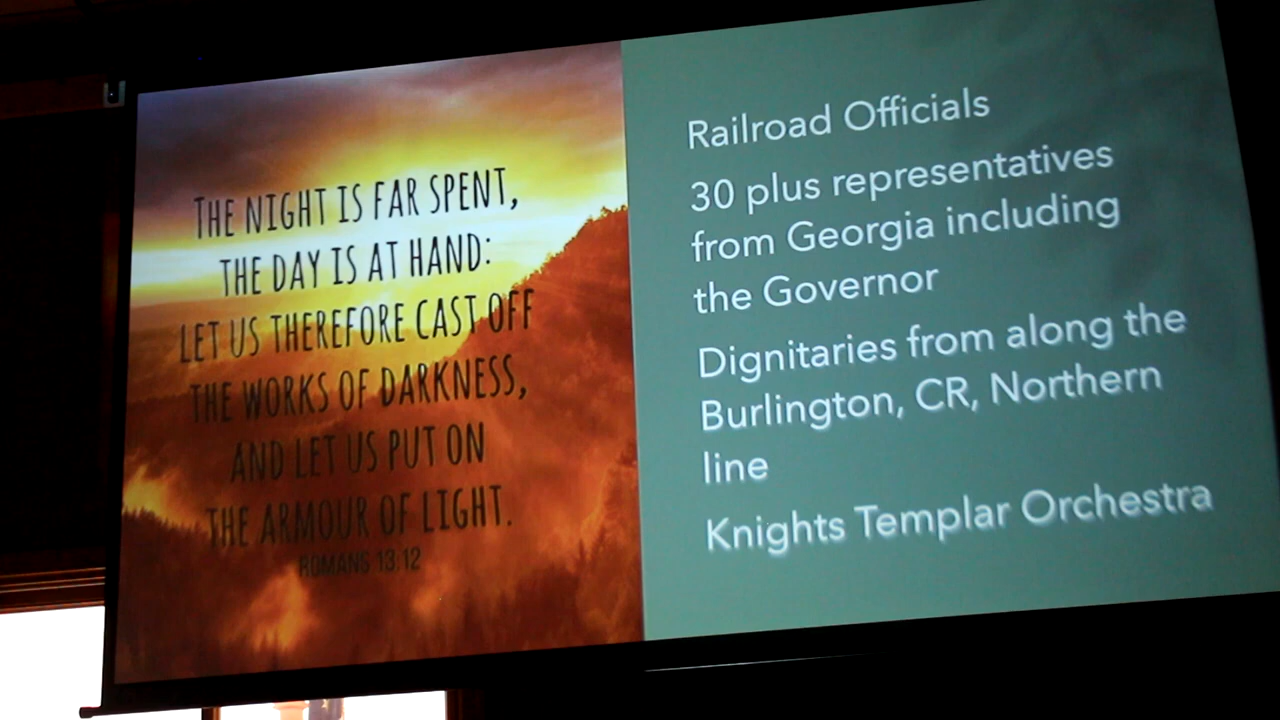 THE NIGHT IS FAR SPENT,
THE DAY IS AT HAND:
LET US THEREFORE CAST OFF
THE WORKS OF DARKNESS,
AND LET US PUT ON
THE ARMOUR OF LIGHT.
ROMANS 13:12
Railroad Officials
30 plus representatives
from Georgia including
the Governor
Dignitaries from along the
Burlington, CR, Northern
line
Knights Templar Orchestra